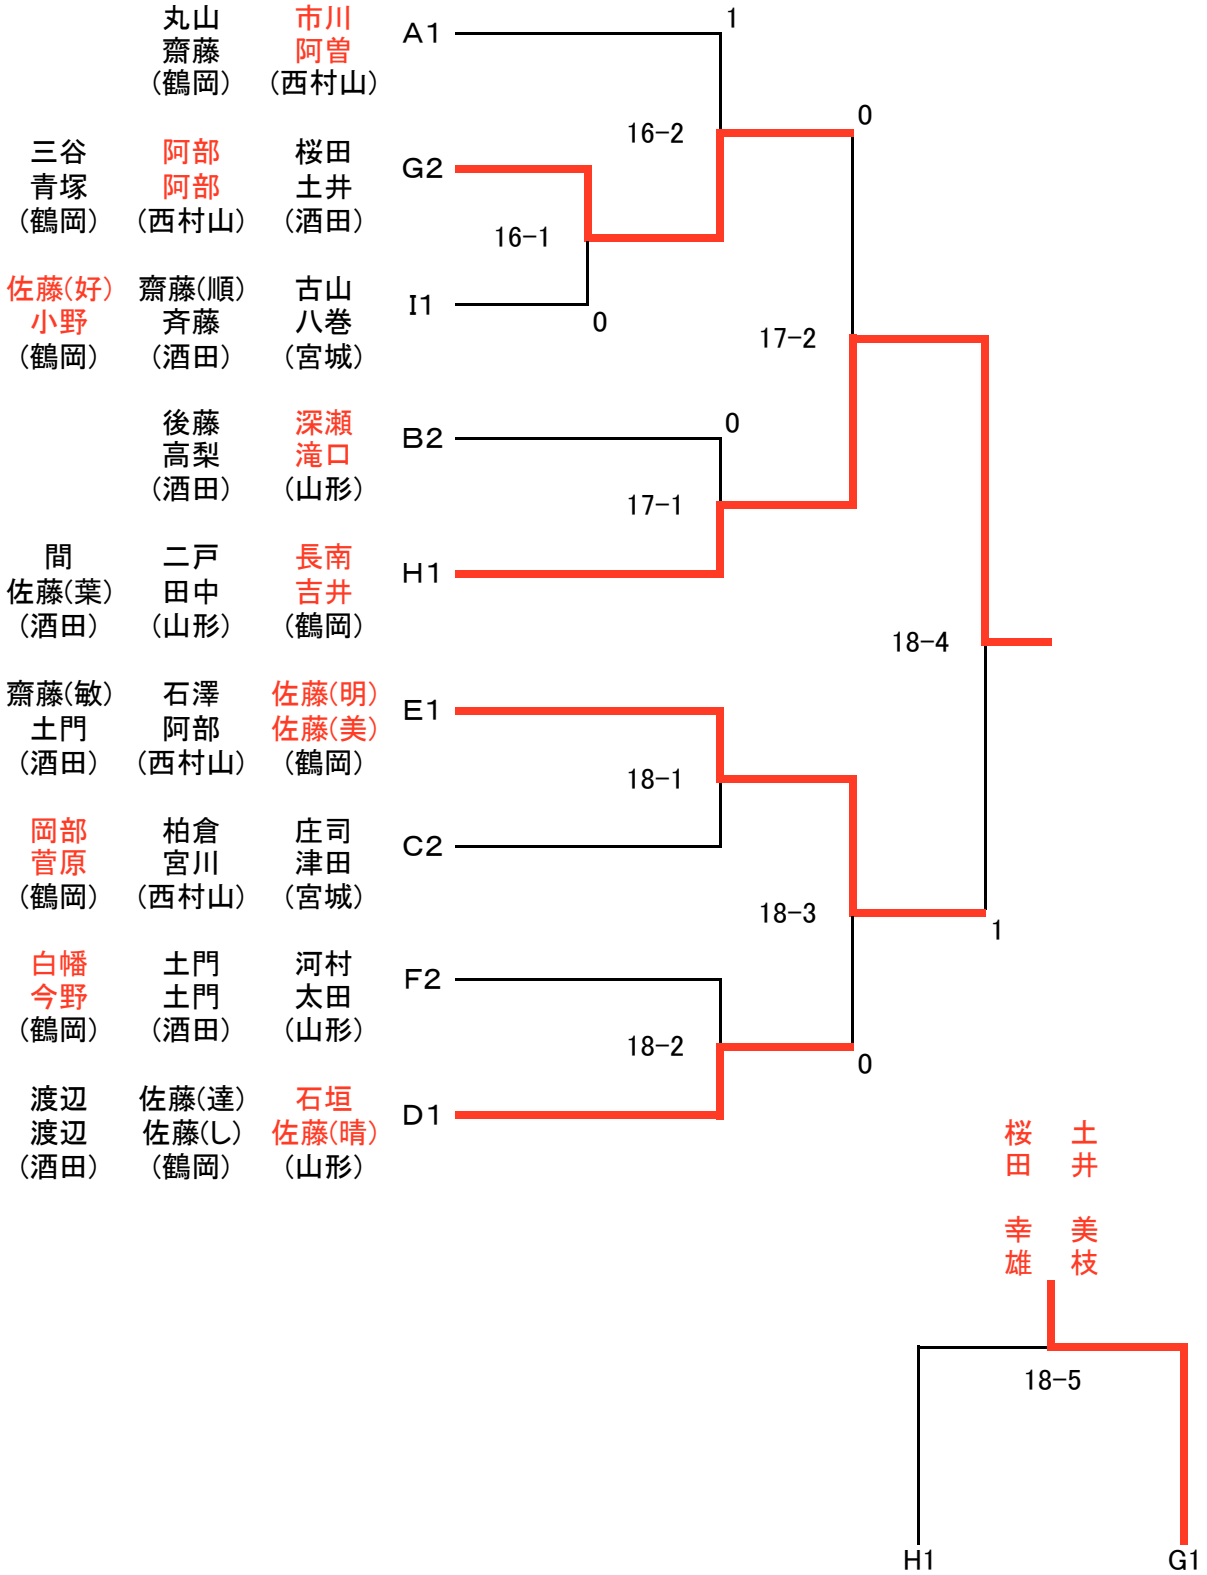 丸山 市川
齋藤 阿曽
(鶴岡) (西村山)
A1
1
三谷 阿部 桜田
青塚 阿部 土井
(鶴岡) (西村山) (酒田)
G2
16-2
0
16-1
佐藤(好) 齋藤(順) 古山
小野 斉藤 八巻
(鶴岡) (酒田) (宮城)
I1
0
17-2
後藤 深瀬
高梨 滝口
(酒田) (山形)
B2
0
17-1
間 二戸 長南
佐藤(葉) 田中 吉井
(酒田) (山形) (鶴岡)
H1
18-4
齋藤(敏) 石澤 佐藤(明)
土門 阿部 佐藤(美)
(酒田) (西村山) (鶴岡)
E1
18-1
岡部 柏倉 庄司
菅原 宮川 津田
(鶴岡) (西村山) (宮城)
C2
18-3
1
白幡 土門 河村
今野 土門 太田
(鶴岡) (酒田) (山形)
F2
18-2
0
渡辺 佐藤(達) 石垣
渡辺 佐藤(し) 佐藤(晴)
(酒田) (鶴岡) (山形)
D1
桜田 幸雄
土井 美枝
18-5
H1
G1